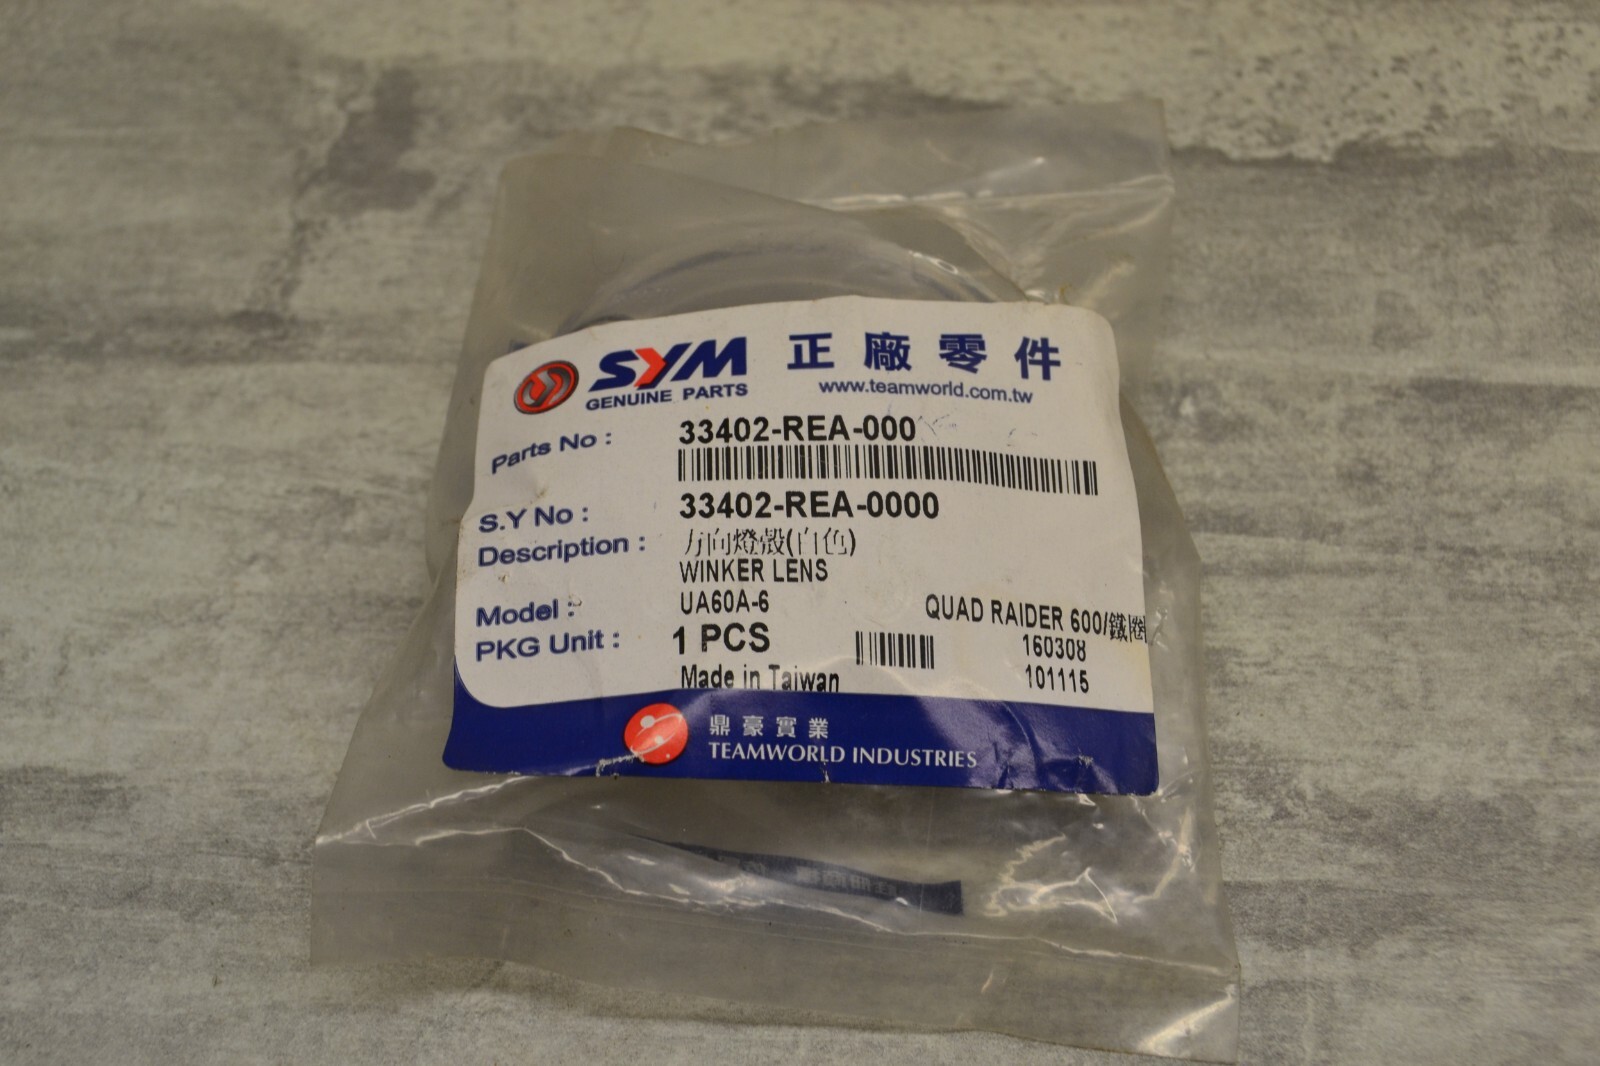 SYM 正廠零件
GENUINE PARTS www.teamworld.com.tw
Parts No : 33402-REA-000
S.Y No : 33402-REA-0000
Description : 方向燈殼(白色)
WINKER LENS
Model : UA60A-6 QUAD RAIDER 600/鐵圈
PKG Unit : 1 PCS 160308
Made in Taiwan 101115
鼎豪實業
TEAMWORLD INDUSTRIES